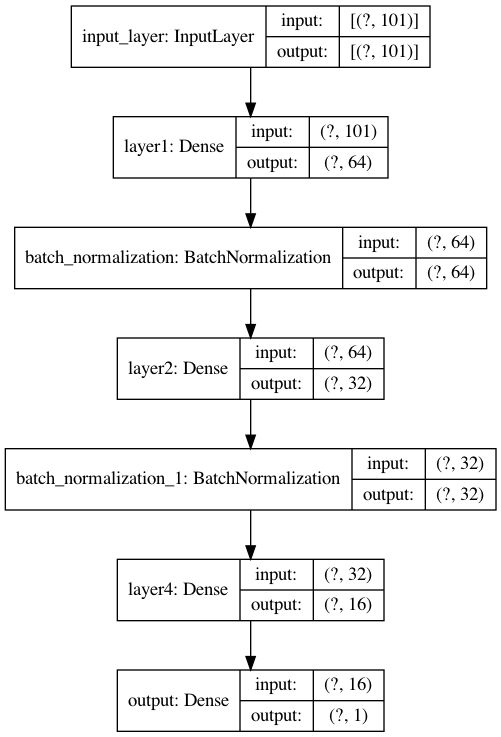 input_layer: InputLayer
input: [(?, 101)]
output: [(?, 101)]
layer1: Dense
input: (?, 101)
output: (?, 64)
batch_normalization: BatchNormalization
input: (?, 64)
output: (?, 64)
layer2: Dense
input: (?, 64)
output: (?, 32)
batch_normalization_1: BatchNormalization
input: (?, 32)
output: (?, 32)
layer4: Dense
input: (?, 32)
output: (?, 16)
output: Dense
input: (?, 16)
output: (?, 1)